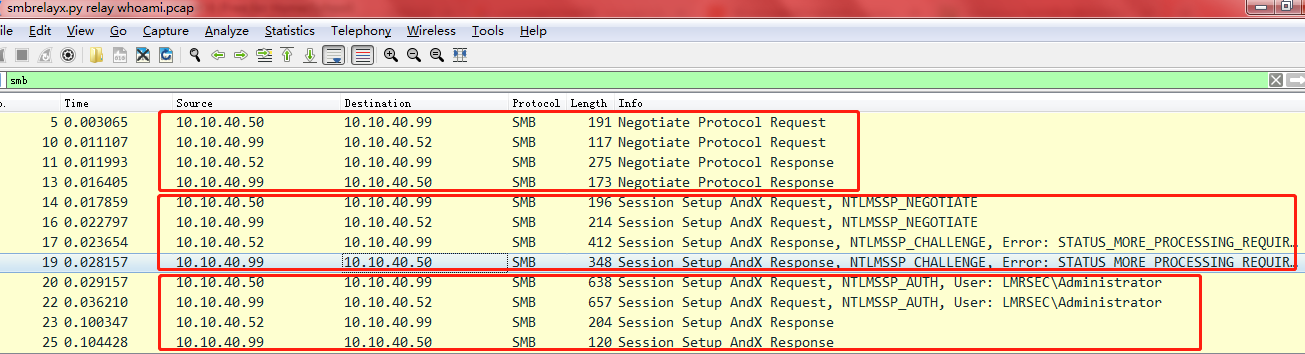 smbrelayx.py relay whoami.pcap
ile Edit View Go Capture Analyze Statistics Telephony Wireless Tools Help
smb
o. Time Source Destination Protocol Length Info
5 0.003065 10.10.40.50 10.10.40.99 SMB 191 Negotiate Protocol Request
10 0.011107 10.10.40.99 10.10.40.52 SMB 117 Negotiate Protocol Request
11 0.011993 10.10.40.52 10.10.40.99 SMB 275 Negotiate Protocol Response
13 0.016405 10.10.40.99 10.10.40.50 SMB 173 Negotiate Protocol Response
14 0.017859 10.10.40.50 10.10.40.99 SMB 196 Session Setup AndX Request, NTLMSSP_NEGOTIATE
16 0.022797 10.10.40.99 10.10.40.52 SMB 214 Session Setup AndX Request, NTLMSSP_NEGOTIATE
17 0.023654 10.10.40.52 10.10.40.99 SMB 412 Session Setup AndX Response, NTLMSSP_CHALLENGE, Error: STATUS_MORE_PROCESSING_REQUIR…
19 0.028157 10.10.40.99 10.10.40.50 SMB 348 Session Setup AndX Response, NTLMSSP_CHALLENGE, Error: STATUS_MORE_PROCESSING_REQUIR…
20 0.029157 10.10.40.50 10.10.40.99 SMB 638 Session Setup AndX Request, NTLMSSP_AUTH, User: LMRSEC\Administrator
22 0.036210 10.10.40.99 10.10.40.52 SMB 657 Session Setup AndX Request, NTLMSSP_AUTH, User: LMRSEC\Administrator
23 0.100347 10.10.40.52 10.10.40.99 SMB 204 Session Setup AndX Response
25 0.104428 10.10.40.99 10.10.40.50 SMB 120 Session Setup AndX Response